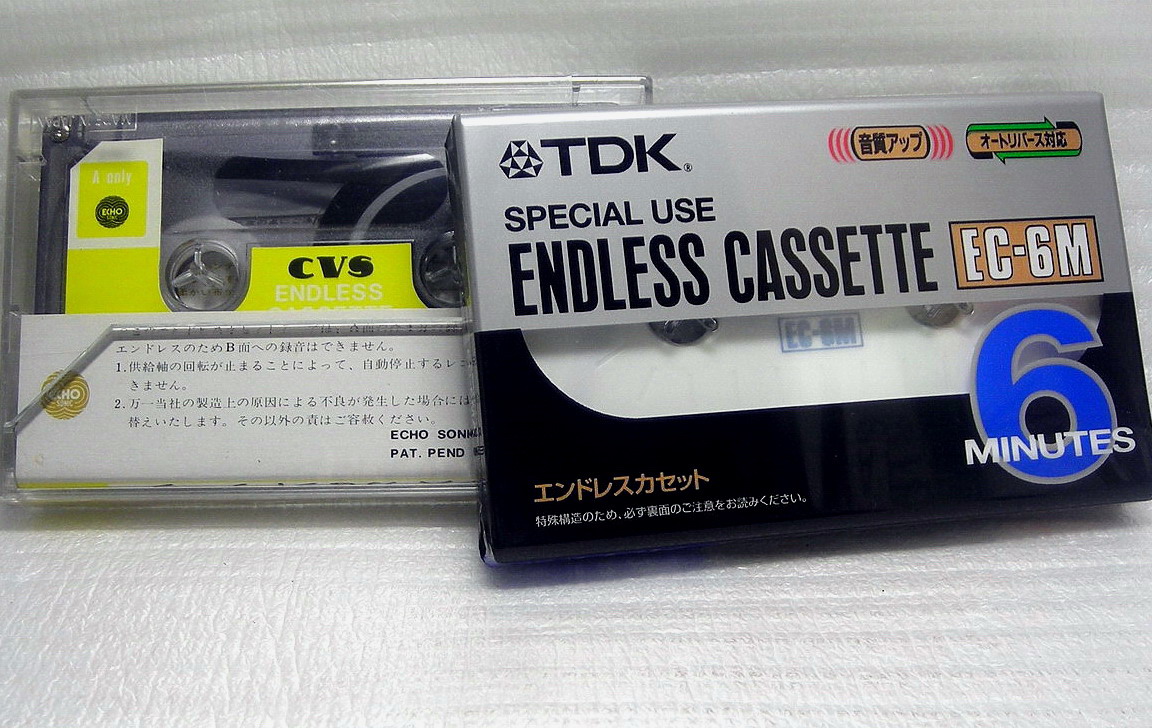 A only
ECHO
SONIC
CVS
ENDLESS
エンドレスのためB面への録音はできません。
1.供給軸の回転が止まることによって、自動停止するレコ
きません。
2.万一当社の製造上の原因による不良が発生した場合には
替えいたします。その以外の責はご容赦ください。
ECHO
SONIC
ECHO SONIC
PAT. PEND
TDK®
音質アップ
オートリバース対応
SPECIAL USE
ENDLESS CASSETTE EC-6M
EC-6M
6
MINUTES
エンドレスカセット
特殊構造のため、必ず裏面のご注意をお読みください。